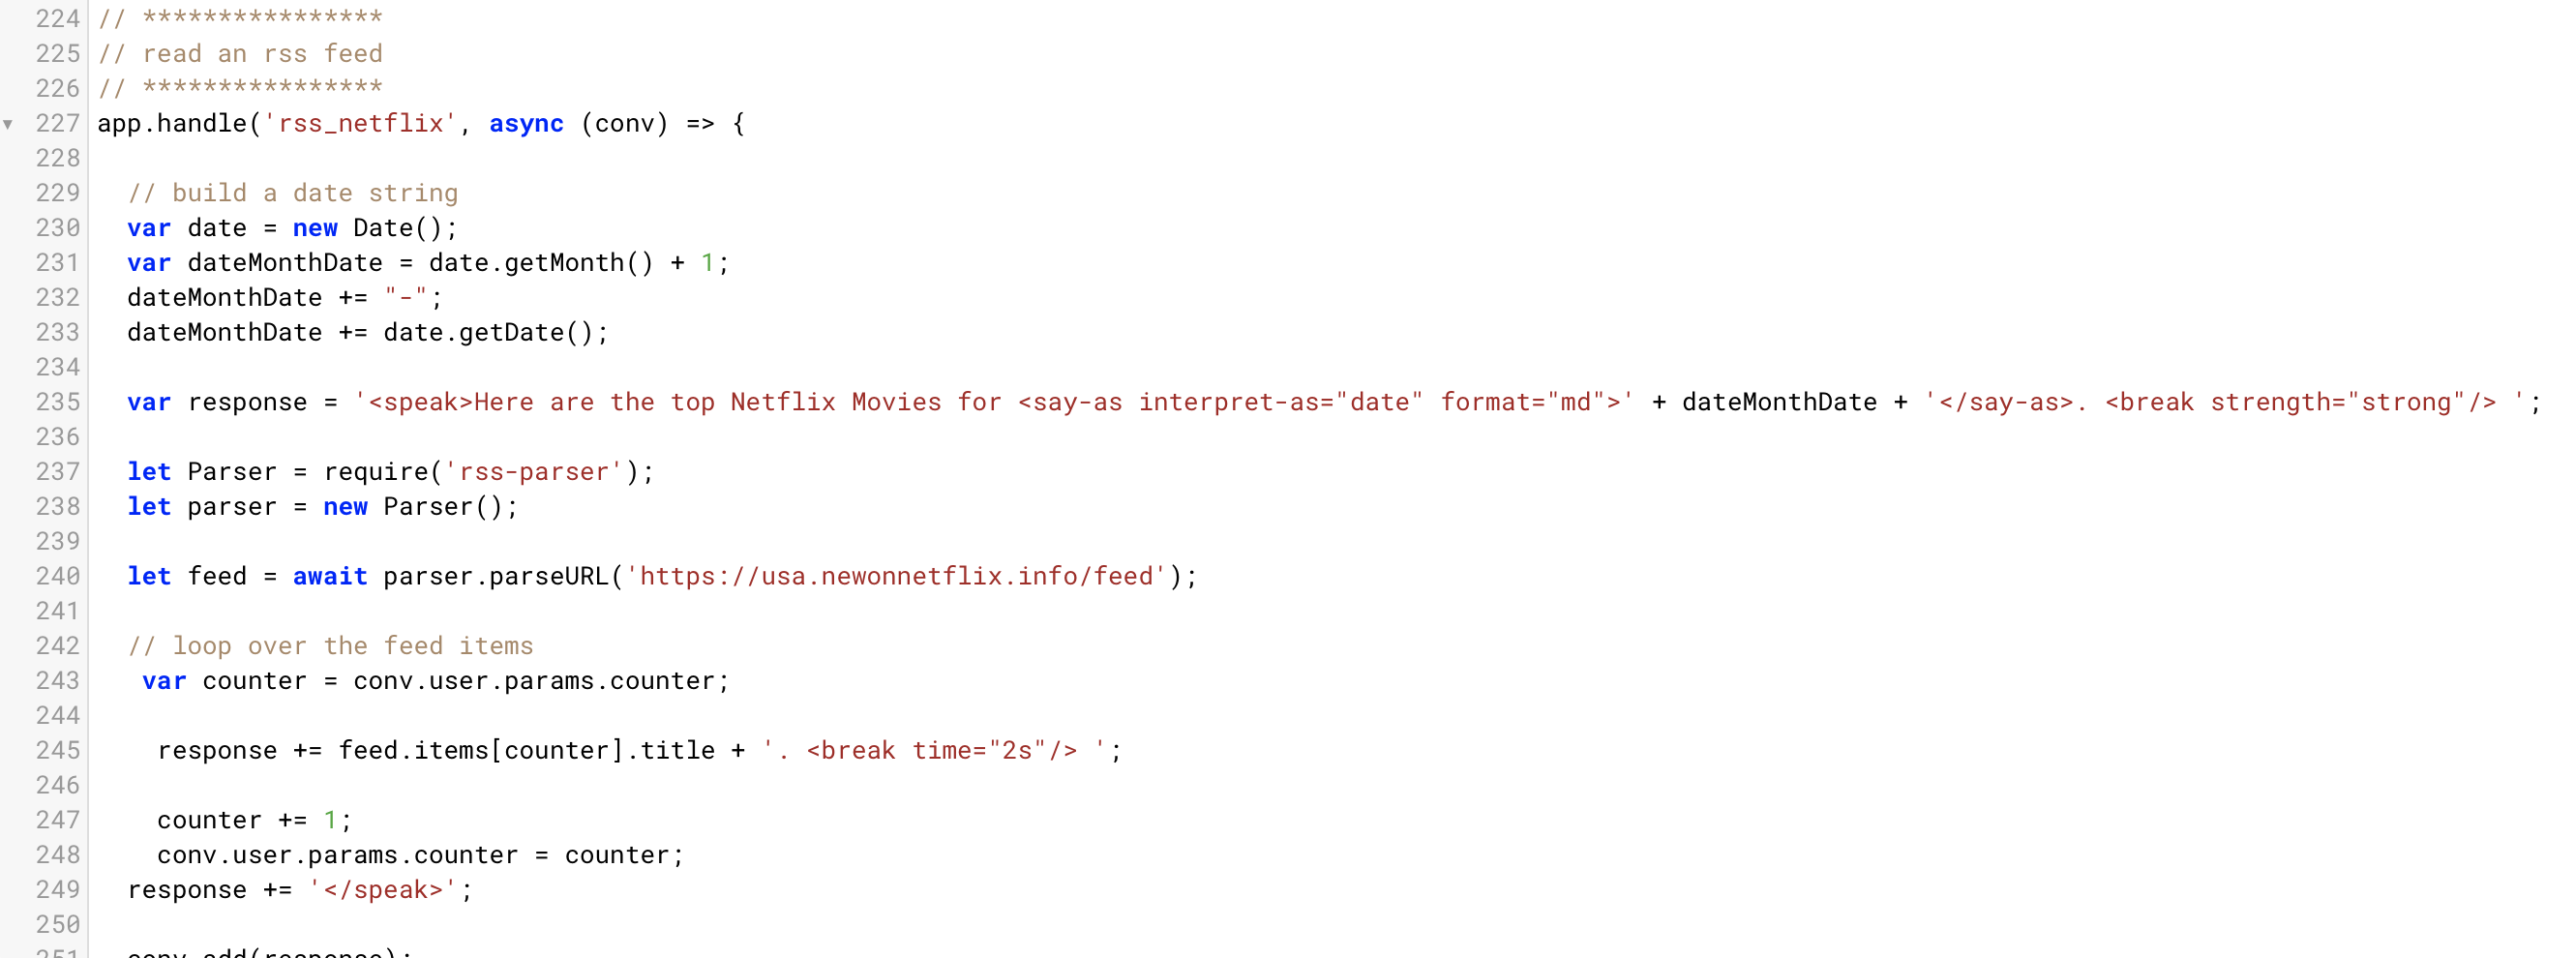 224 // ****************
225 // read an rss feed
226 // ****************
227 app.handle('rss_netflix', async (conv) => {
228
229   // build a date string
230   var date = new Date();
231   var dateMonthDate = date.getMonth() + 1;
232   dateMonthDate += "-";
233   dateMonthDate += date.getDate();
234
235   var response = '<speak>Here are the top Netflix Movies for <say-as interpret-as="date" format="md">' + dateMonthDate + '</say-as>. <break strength="strong"/> ';
236
237   let Parser = require('rss-parser');
238   let parser = new Parser();
239
240   let feed = await parser.parseURL('https://usa.newonnetflix.info/feed');
241
242   // loop over the feed items
243    var counter = conv.user.params.counter;
244
245     response += feed.items[counter].title + '. <break time="2s"/> ';
246
247     counter += 1;
248     conv.user.params.counter = counter;
249   response += '</speak>';
250
251   conv.add(response);